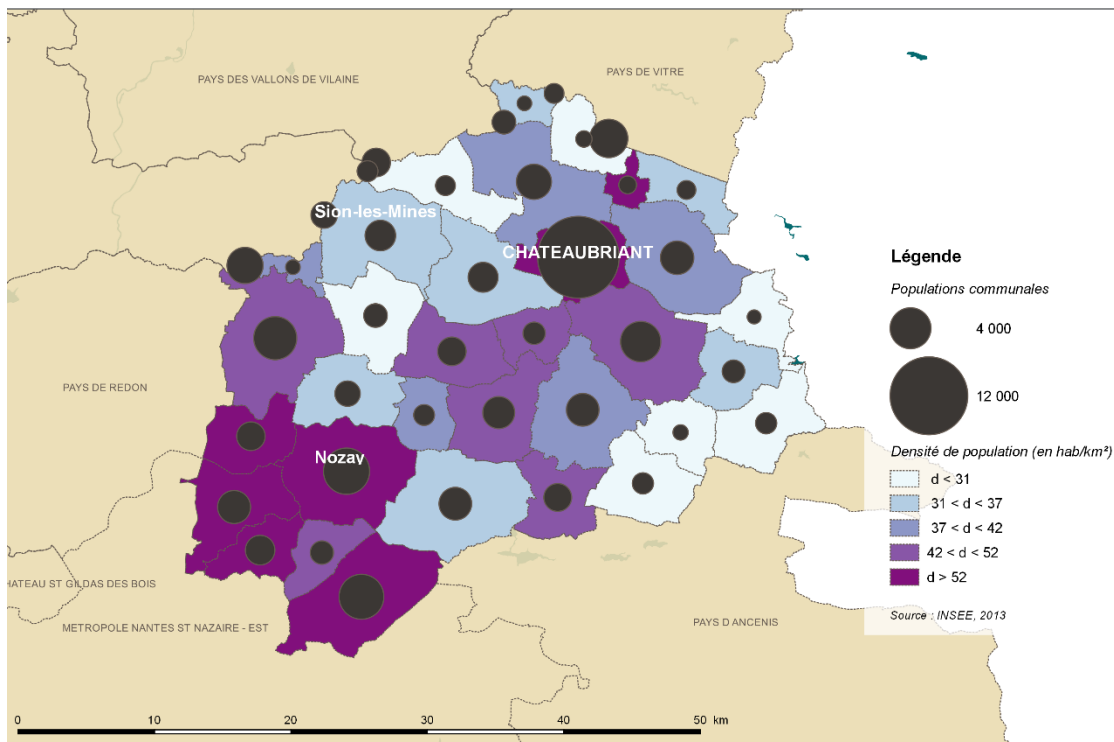 PAYS DES VALLONS DE VILAINE
PAYS DE VITRE
Sion-les-Mines
CHATEAUBRIANT
Légende
Populations communales
4 000
12 000
PAYS DE REDON
Nozay
Densité de population (en hab/km²)
d < 31
31 < d < 37
37 < d < 42
42 < d < 52
d > 52
HATEAU ST GILDAS DES BOIS
Source : INSEE, 2013
METROPOLE NANTES ST NAZAIRE - EST
PAYS D ANCENIS
0 10 20 30 40 50 km